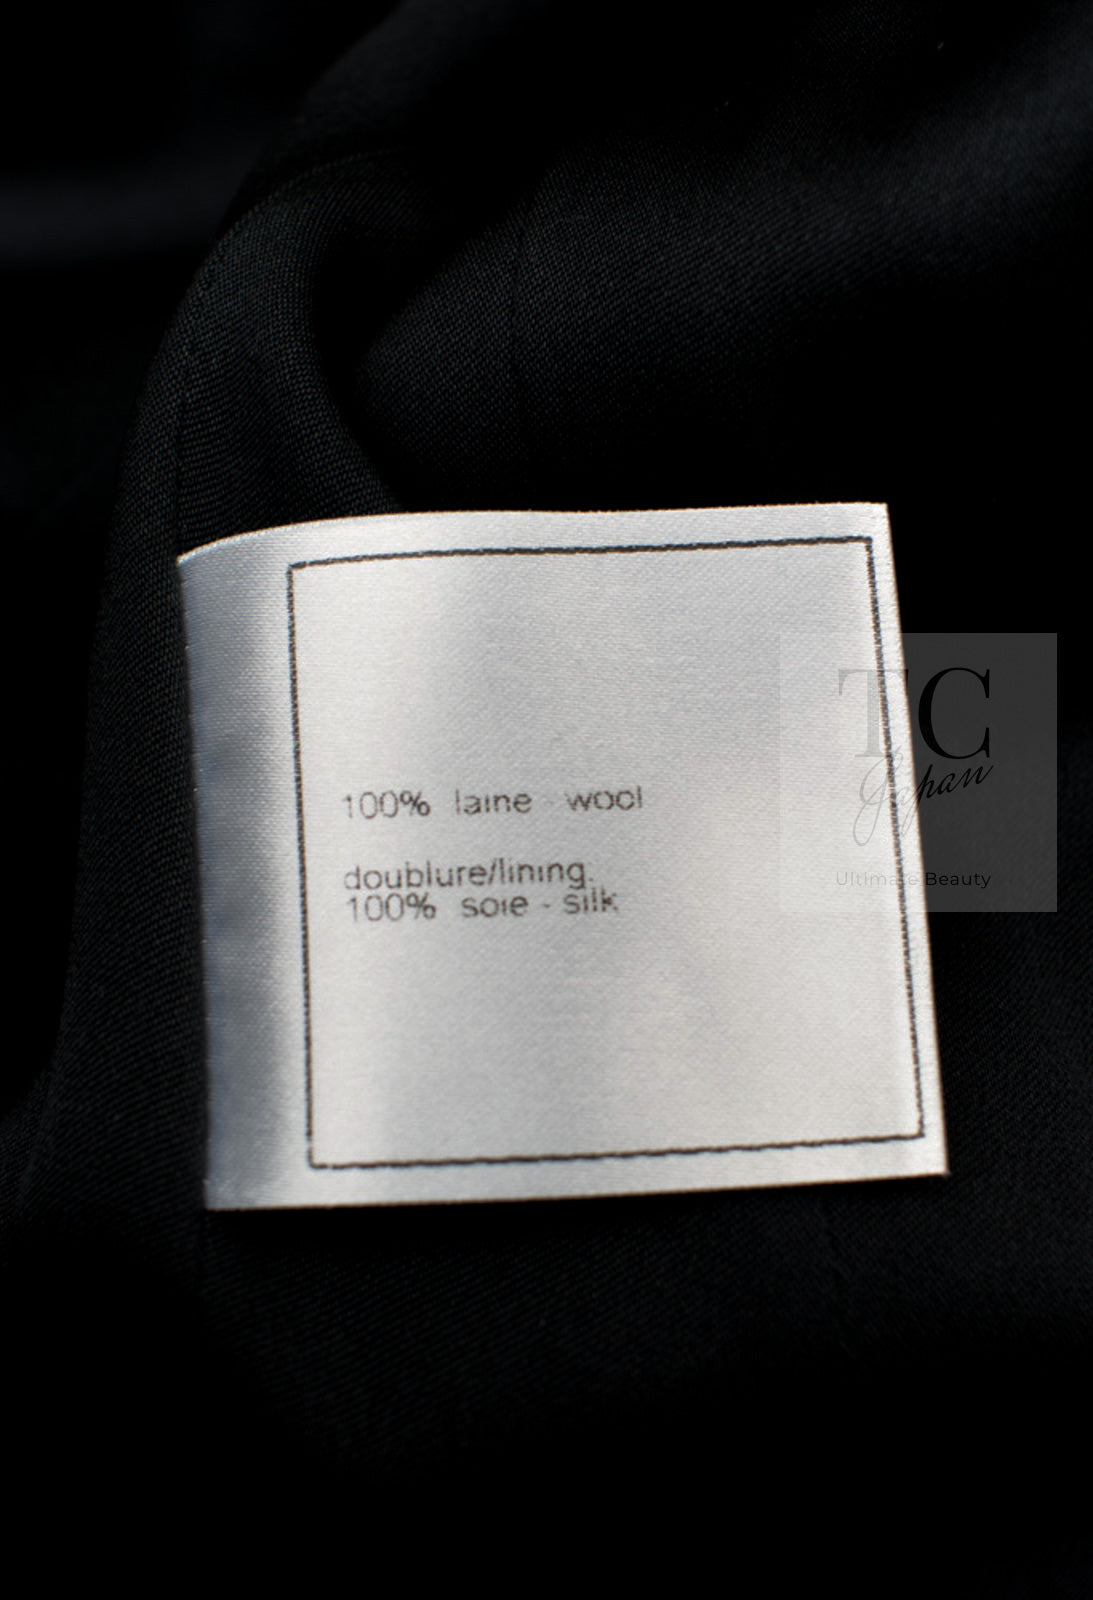 100% laine - wool
doublure/lining.
100% soie - silk
TC
Japan
Ultimate Beauty